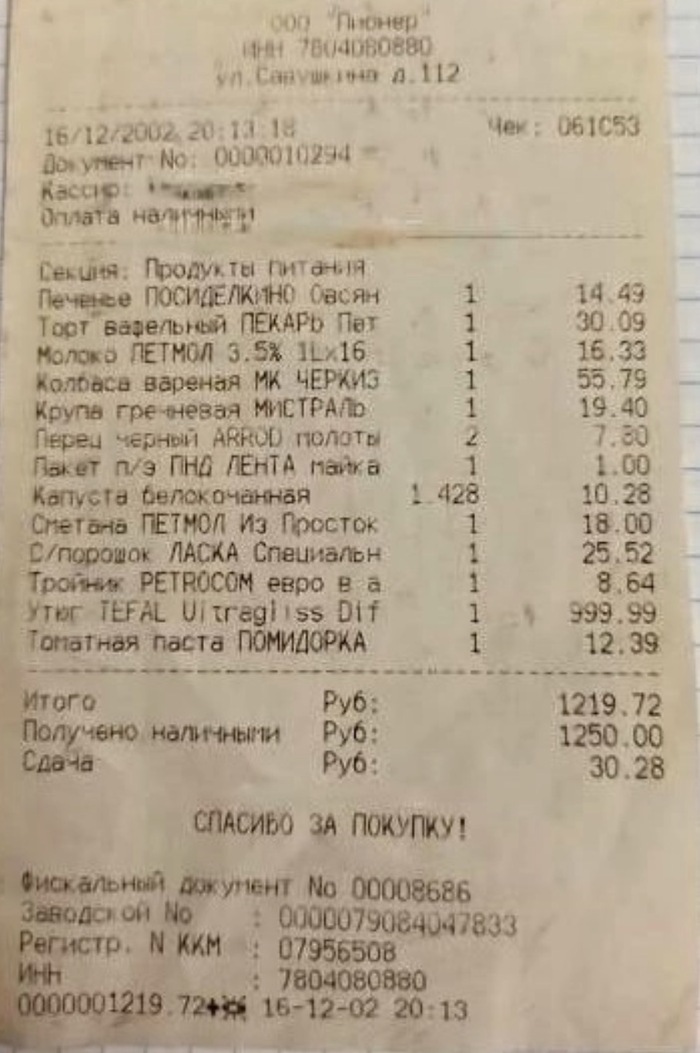 ООО "Пионер"
ИНН 7804080880
ул.Савушкина д.112
16/12/2002 20:13:18 Чек: 061C53
Документ No: 0000010294
Кассир:
Оплата наличными
Секция: Продукты питания
Печенье ПОСИДЕЛКИНО Овсян 1 14.49
Торт вафельный ПЕКАРЬ Пет 1 30.09
Молоко ПЕТМОЛ 3.5% 1Lx16 1 16.33
Колбаса вареная МК ЧЕРКИЗ 1 55.79
Крупа гречневая МИСТРАЛЬ 1 19.40
Перец черный ARROD молоты 2 7.80
Пакет п/э ПНД ЛЕНТА майка 1 1.00
Капуста белокочанная 1.428 10.28
Сметана ПЕТМОЛ Из Просток 1 18.00
С/порошок ЛАСКА Специальн 1 25.52
Тройник PETROCOM евро в а 1 8.64
Утюг TEFAL Ultragliss Dif 1 999.99
Томатная паста ПОМИДОРКА 1 12.39
Итого Руб: 1219.72
Получено наличными Руб: 1250.00
Сдача Руб: 30.28
СПАСИБО ЗА ПОКУПКУ!
Фискальный документ No 00008686
Заводской No : 0000079084047833
Регистр. N ККМ : 07956508
ИНН : 7804080880
0000001219.72 16-12-02 20:13